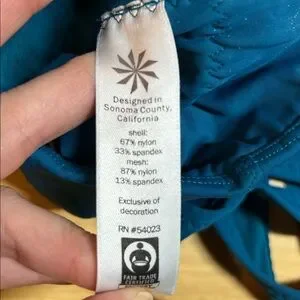 Designed in
Sonoma County,
California
shell:
67% nylon
33% spandex
mesh:
87% nylon
13% spandex
Exclusive of
decoration
RN #54023
FAIR TRADE
CERTIFIED